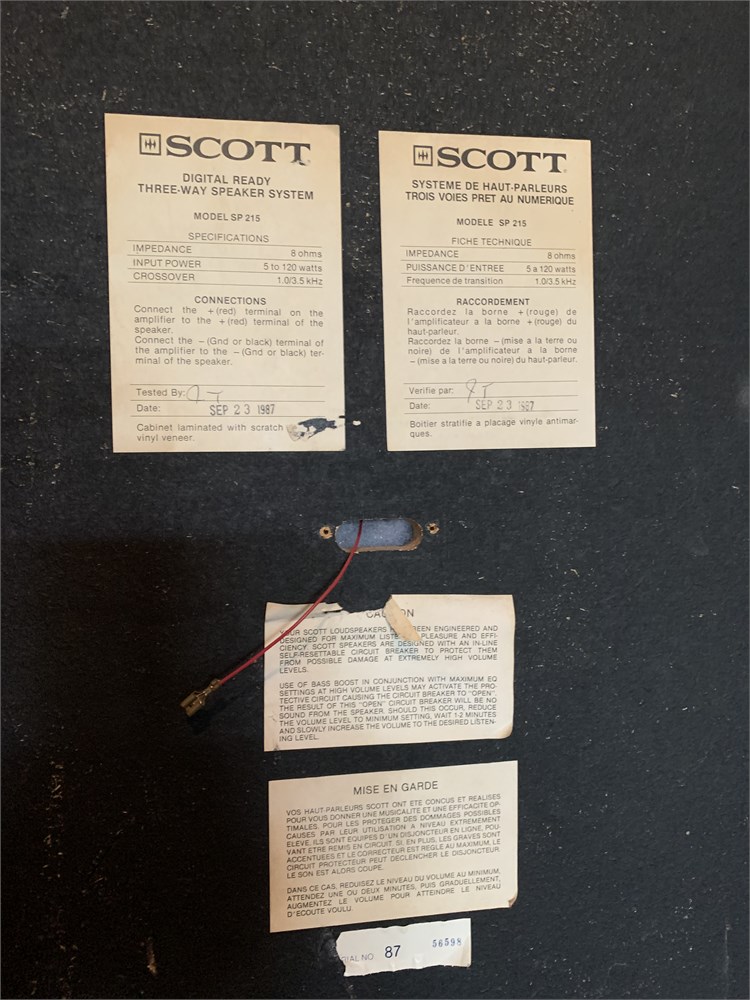 SCOTT
DIGITAL READY
THREE-WAY SPEAKER SYSTEM
MODEL SP 215
SPECIFICATIONS
IMPEDANCE 8 ohms
INPUT POWER 5 to 120 watts
CROSSOVER 1.0/3.5 kHz
CONNECTIONS
Connect the +(red) terminal on the
amplifier to the +(red) terminal of the
speaker.
Connect the –(Gnd or black) terminal of
the amplifier to the –(Gnd or black) ter-
minal of the speaker.
Tested By:
Date: SEP 23 1987
Cabinet laminated with scratch
vinyl veneer.
SCOTT
SYSTEME DE HAUT-PARLEURS
TROIS VOIES PRET AU NUMERIQUE
MODELE SP 215
FICHE TECHNIQUE
IMPEDANCE 8 ohms
PUISSANCE D'ENTREE 5 a 120 watts
Frequence de transition 1.0/3.5 kHz
RACCORDEMENT
Raccordez la borne +(rouge) de
l'amplificateur a la borne +(rouge) du
haut-parleur.
Raccordez la borne –(mise a la terre ou
noire) de l'amplificateur a la borne
–(mise a la terre ou noire) du haut-parleur.
Verifie par:
Date: SEP 23 1987
Boitier stratifie a placage vinyle antimar-
ques.
YOUR SCOTT LOUDSPEAKERS BEEN ENGINEERED AND
DESIGNED FOR MAXIMUM PLEASURE AND EFFI-
CIENCY. SCOTT SPEAKERS ARE DESIGNED WITH AN IN-LINE
SELF-RESETTABLE CIRCUIT BREAKER TO PROTECT THEM
FROM POSSIBLE DAMAGE AT EXTREMELY HIGH VOLUME
LEVELS.
USE OF BASS BOOST IN CONJUNCTION WITH MAXIMUM EQ
SETTINGS AT HIGH VOLUME LEVELS MAY ACTIVATE THE PRO-
TECTIVE CIRCUIT CAUSING THE CIRCUIT BREAKER TO "OPEN".
THE RESULT OF THIS "OPEN" CIRCUIT BREAKER WILL BE NO
SOUND FROM THE SPEAKER. SHOULD THIS OCCUR, REDUCE
THE VOLUME LEVEL TO MINIMUM SETTING, WAIT 1-2 MINUTES
AND SLOWLY INCREASE THE VOLUME TO THE DESIRED LISTEN-
ING LEVEL.
MISE EN GARDE
VOS HAUT-PARLEURS SCOTT ONT ETE CONCUS ET REALISES
POUR VOUS DONNER UNE MUSICALITE ET UNE EFFICACITE OP-
TIMALES. POUR LES PROTEGER DES DOMMAGES POSSIBLES
CAUSES PAR LEUR UTILISATION A NIVEAU EXTREMEMENT
ELEVE, ILS SONT EQUIPES D'UN DISJONCTEUR EN LIGNE, POU-
VANT ETRE REMIS EN CIRCUIT. SI, EN PLUS, LES GRAVES SONT
ACCENTUEES ET LE CORRECTEUR EST REGLE AU MAXIMUM, LE
CIRCUIT PROTECTEUR PEUT DECLENCHER LE DISJONCTEUR.
LE SON EST ALORS COUPE.
DANS CE CAS, REDUISEZ LE NIVEAU DU VOLUME AU MINIMUM,
ATTENDEZ UNE OU DEUX MINUTES, PUIS GRADUELLEMENT,
AUGMENTEZ LE VOLUME POUR ATTEINDRE LE NIVEAU
D'ECOUTE VOULU.
NO 87 56598